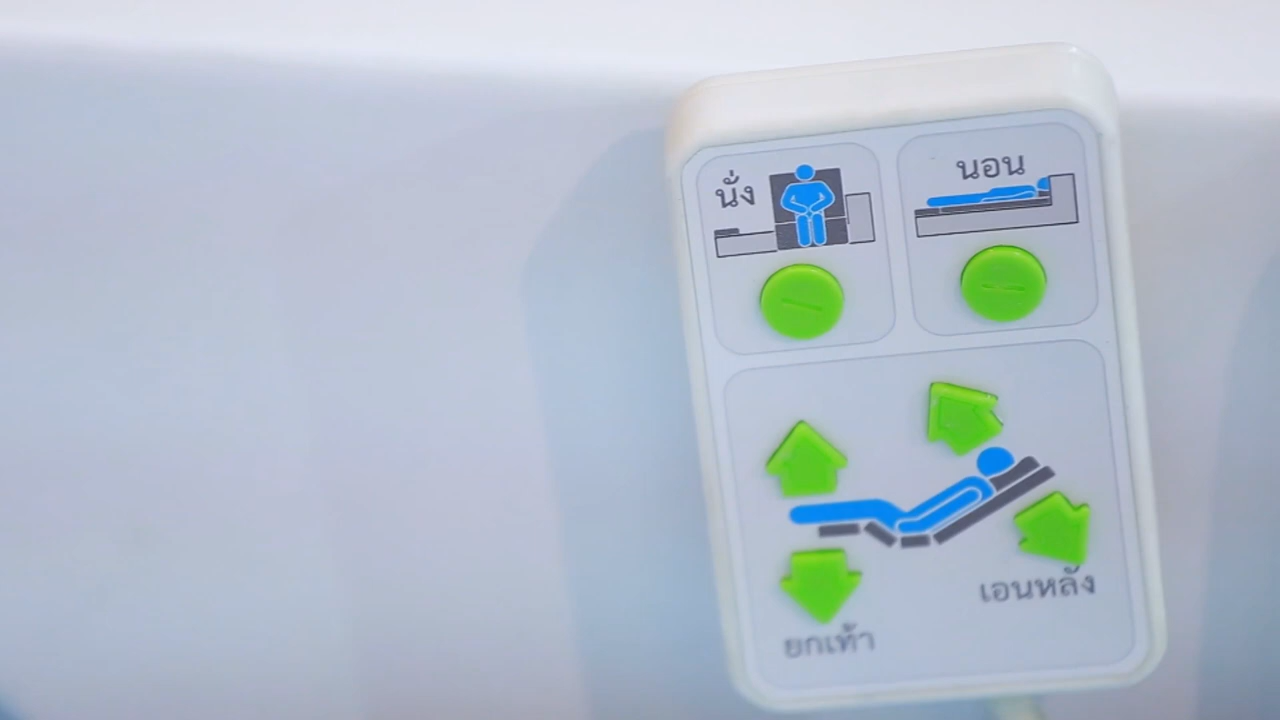 นั่ง
นอน
เอนหลัง
ยกเท้า